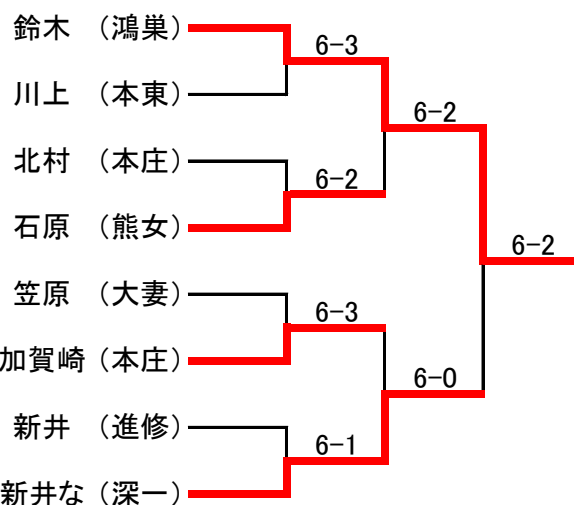 鈴木 （鴻巣）
6-3
川上 （本東）
6-2
北村 （本庄）
6-2
石原 （熊女）
6-2
笠原 （大妻）
6-3
加賀崎（本庄）
6-0
新井 （進修）
6-1
新井な（深一）